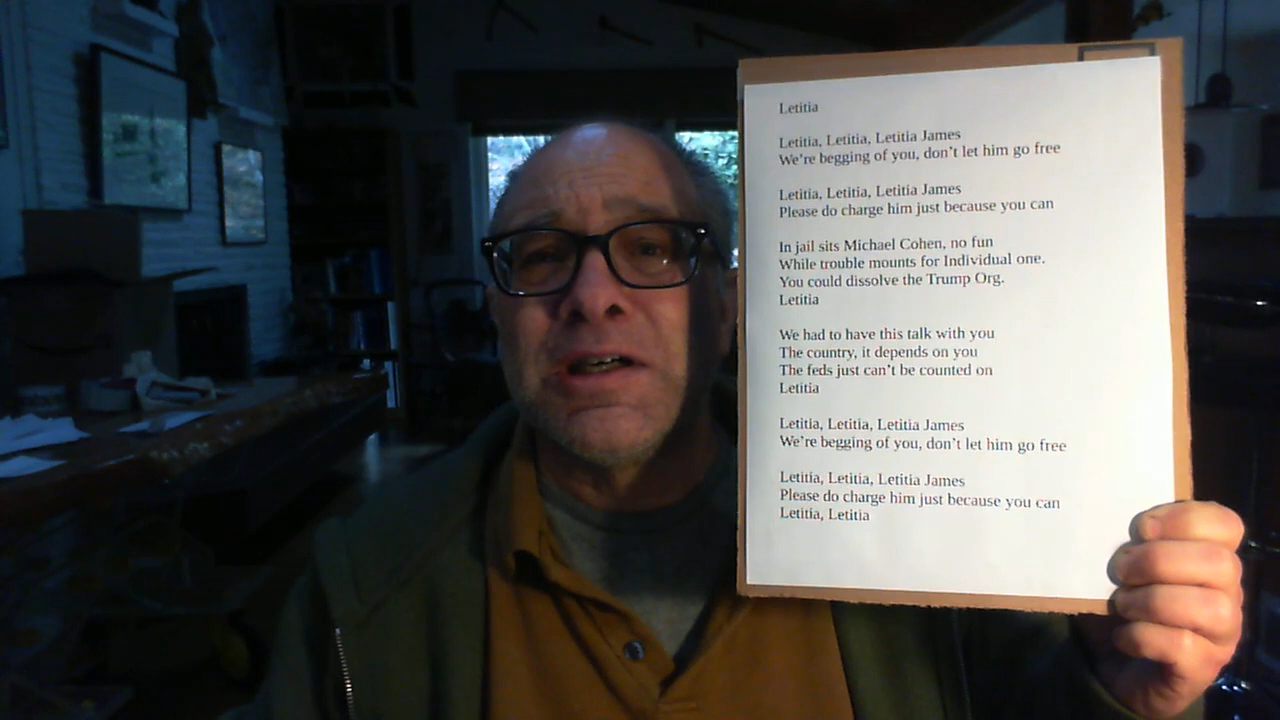 Letitia
Letitia, Letitia, Letitia James
We're begging of you, don't let him go free
Letitia, Letitia, Letitia James
Please do charge him just because you can
In jail sits Michael Cohen, no fun
While trouble mounts for Individual one.
You could dissolve the Trump Org.
Letitia
We had to have this talk with you
The country, it depends on you
The feds just can't be counted on
Letitia
Letitia, Letitia, Letitia James
We're begging of you, don't let him go free
Letitia, Letitia, Letitia James
Please do charge him just because you can
Letitia, Letitia